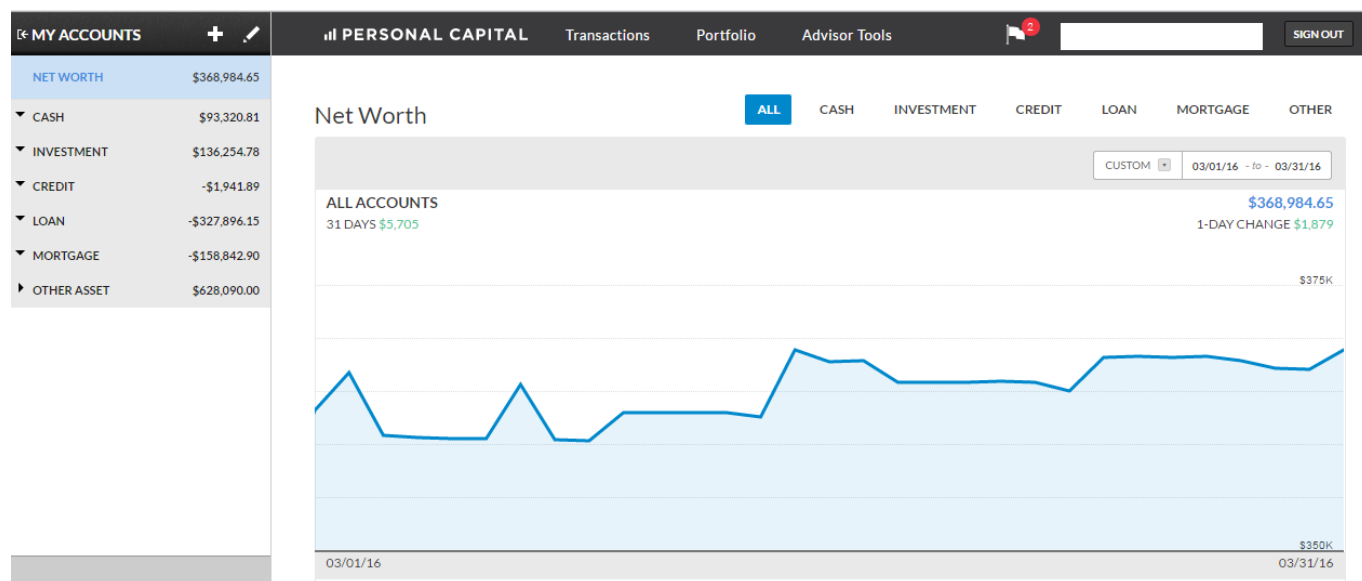 MY ACCOUNTS
PERSONAL CAPITAL Transactions Portfolio Advisor Tools 2 SIGN OUT
NET WORTH $368,984.65
CASH $93,320.81
INVESTMENT $136,254.78
CREDIT -$1,941.89
LOAN -$327,896.15
MORTGAGE -$158,842.90
OTHER ASSET $628,090.00
Net Worth
ALL CASH INVESTMENT CREDIT LOAN MORTGAGE OTHER
CUSTOM 03/01/16 - to - 03/31/16
ALL ACCOUNTS $368,984.65
31 DAYS $5,705 1-DAY CHANGE $1,879
$375K
$350K
03/01/16 03/31/16